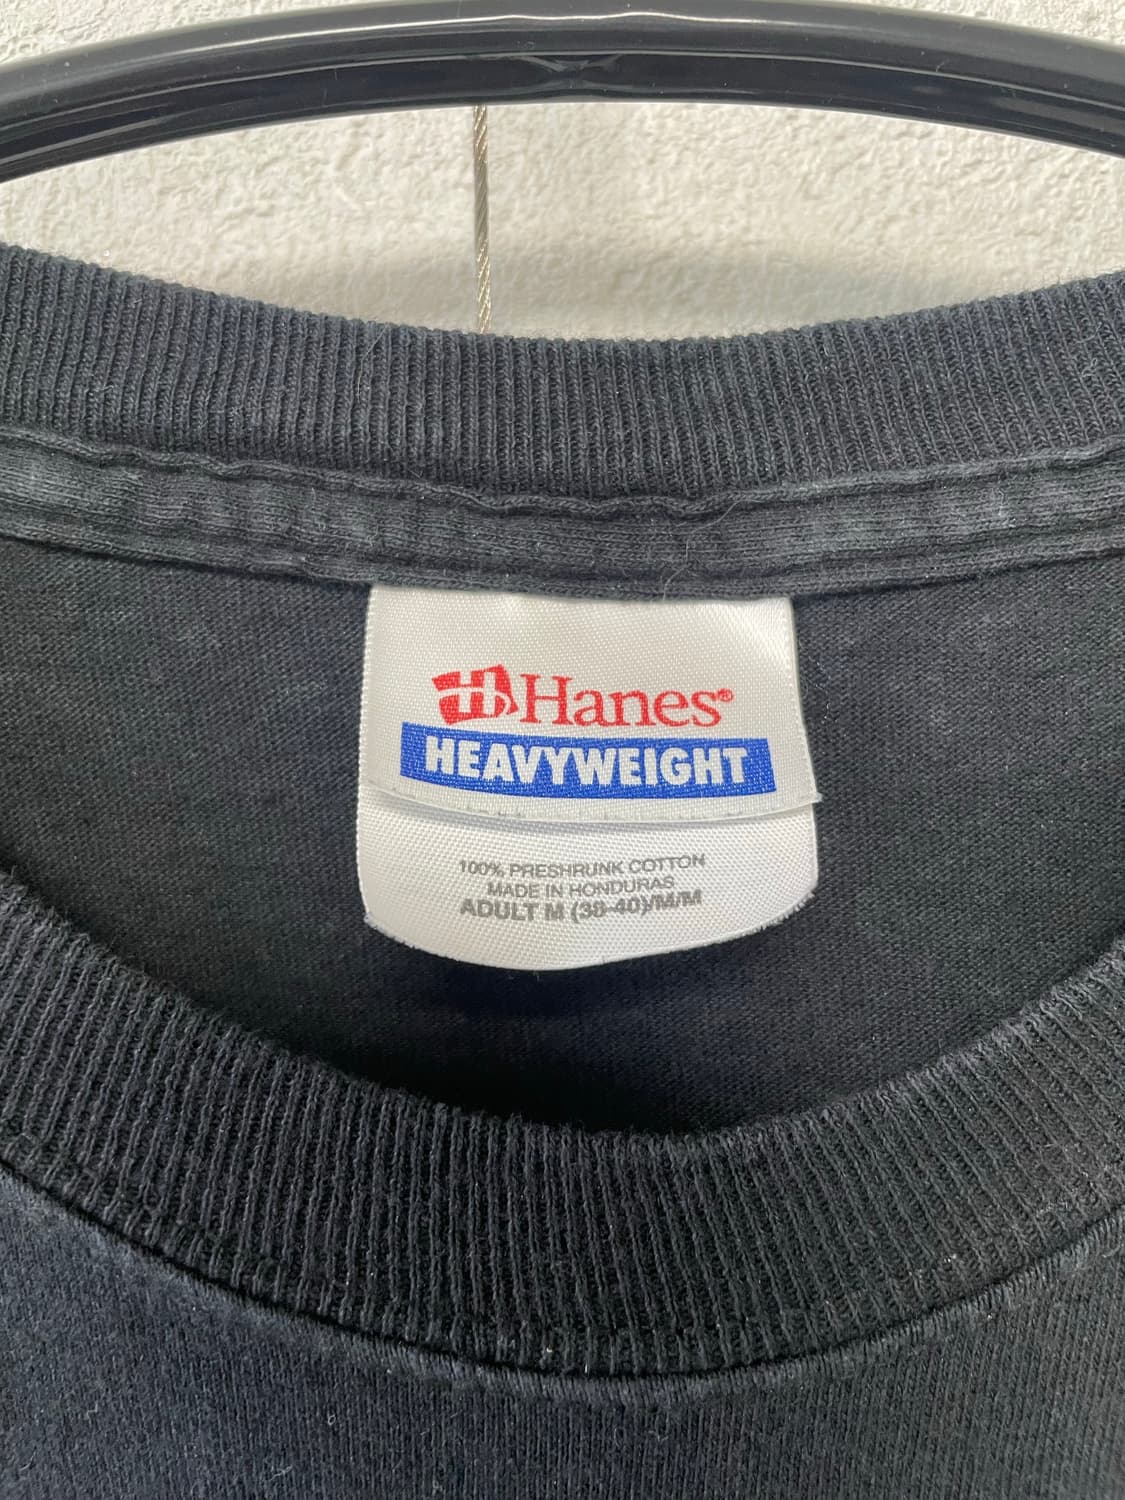 H Hanes®
HEAVYWEIGHT
100% PRESHRUNK COTTON
MADE IN HONDURAS
ADULT M (38-40)/M/M